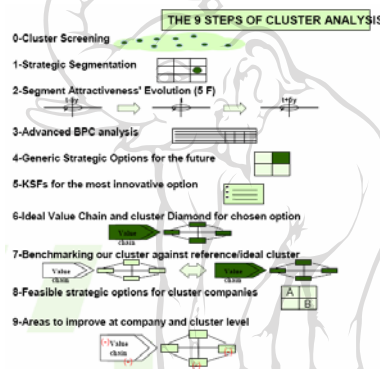 THE 9 STEPS OF CLUSTER ANALYSIS
0-Cluster Screening
1-Strategic Segmentation
2-Segment Attractiveness' Evolution (5 F)
t-5y t t+5y
3-Advanced BPC analysis
4-Generic Strategic Options for the future
5-KSFs for the most innovative option
6-Ideal Value Chain and cluster Diamond for chosen option
Value
chain
7-Benchmarking our cluster against reference/ideal cluster
Value Value
chain chain
8-Feasible strategic options for cluster companies
A
B
9-Areas to improve at company and cluster level
Value
chain